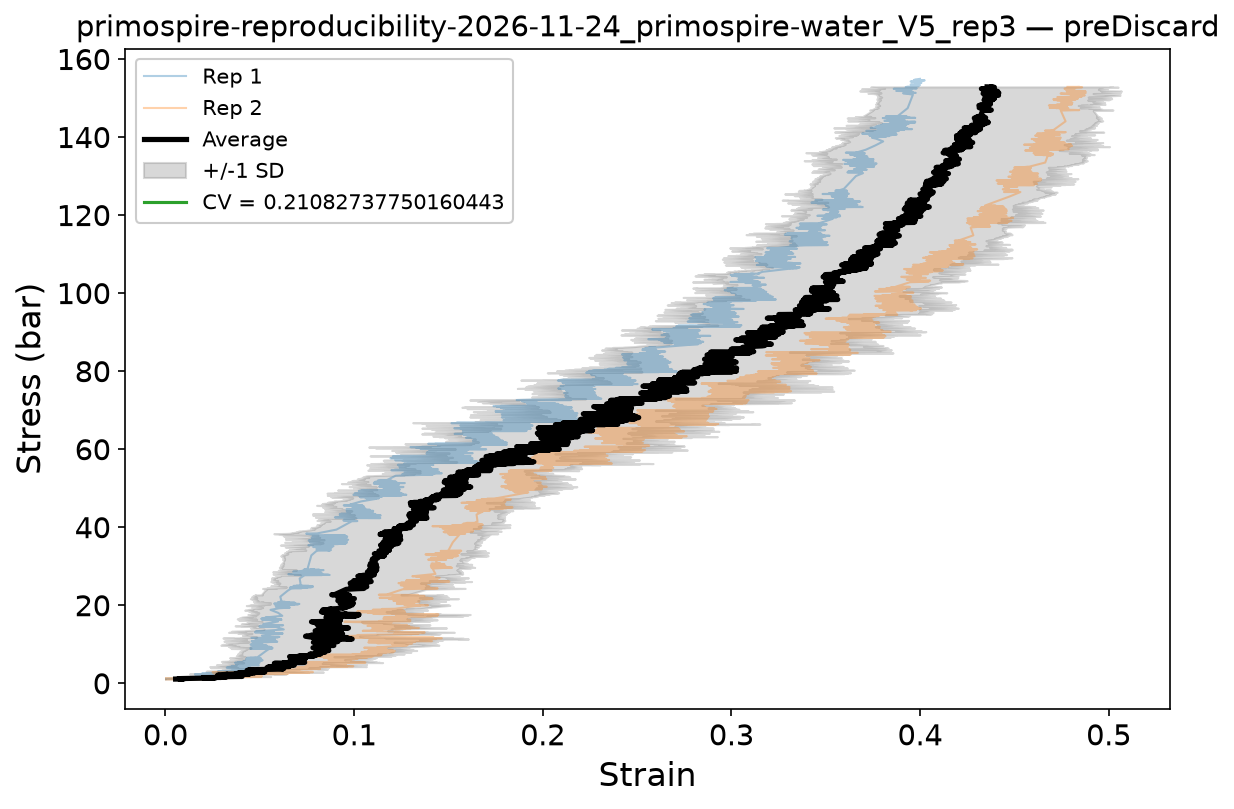 primospire-reproducibility-2026-11-24_primospire-water_V5_rep3 — preDiscard
Rep 1
Rep 2
Average
+/-1 SD
CV = 0.21082737750160443
Stress (bar)
160
140
120
100
80
60
40
20
0
0.0 0.1 0.2 0.3 0.4 0.5
Strain